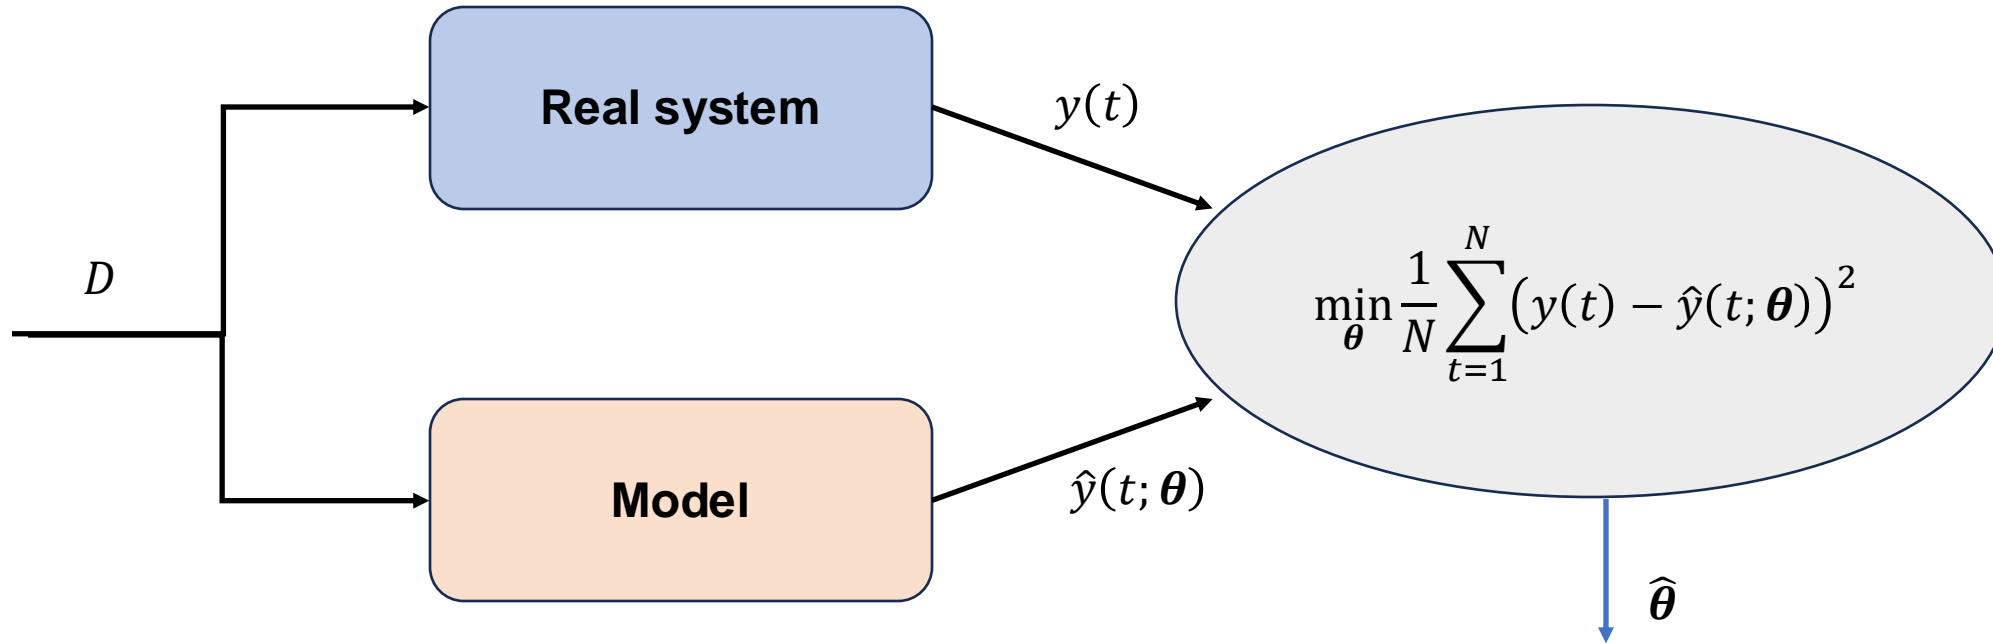 Real system
y(t)
D
min_θ 1/N ∑_{t=1}^{N} (y(t) − ŷ(t; θ))²
Model
ŷ(t; θ)
θ̂